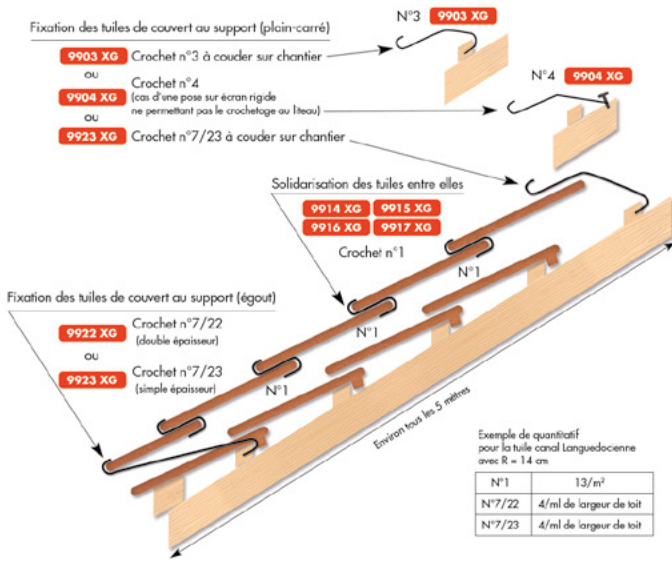 Fixation des tuiles de couvert au support (plain-carré)
9903 XG Crochet n°3 à couder sur chantier
ou
9904 XG Crochet n°4
(cas d'une pose sur écran rigide
ne permettant pas le crochetage au liteau)
ou
9923 XG Crochet n°7/23 à couder sur chantier
N°3 9903 XG
N°4 9904 XG
Solidarisation des tuiles entre elles
9914 XG 9915 XG
9916 XG 9917 XG
Crochet n°1
N°1
N°1
N°1
Fixation des tuiles de couvert au support (égout)
9922 XG Crochet n°7/22
(double épaisseur)
ou
9923 XG Crochet n°7/23
(simple épaisseur)
Environ tous les 5 mètres
Exemple de quantitatif
pour la tuile canal Languedocienne
avec R = 14 cm
N°1 13/m²
N°7/22 4/ml de largeur de toit
N°7/23 4/ml de largeur de toit